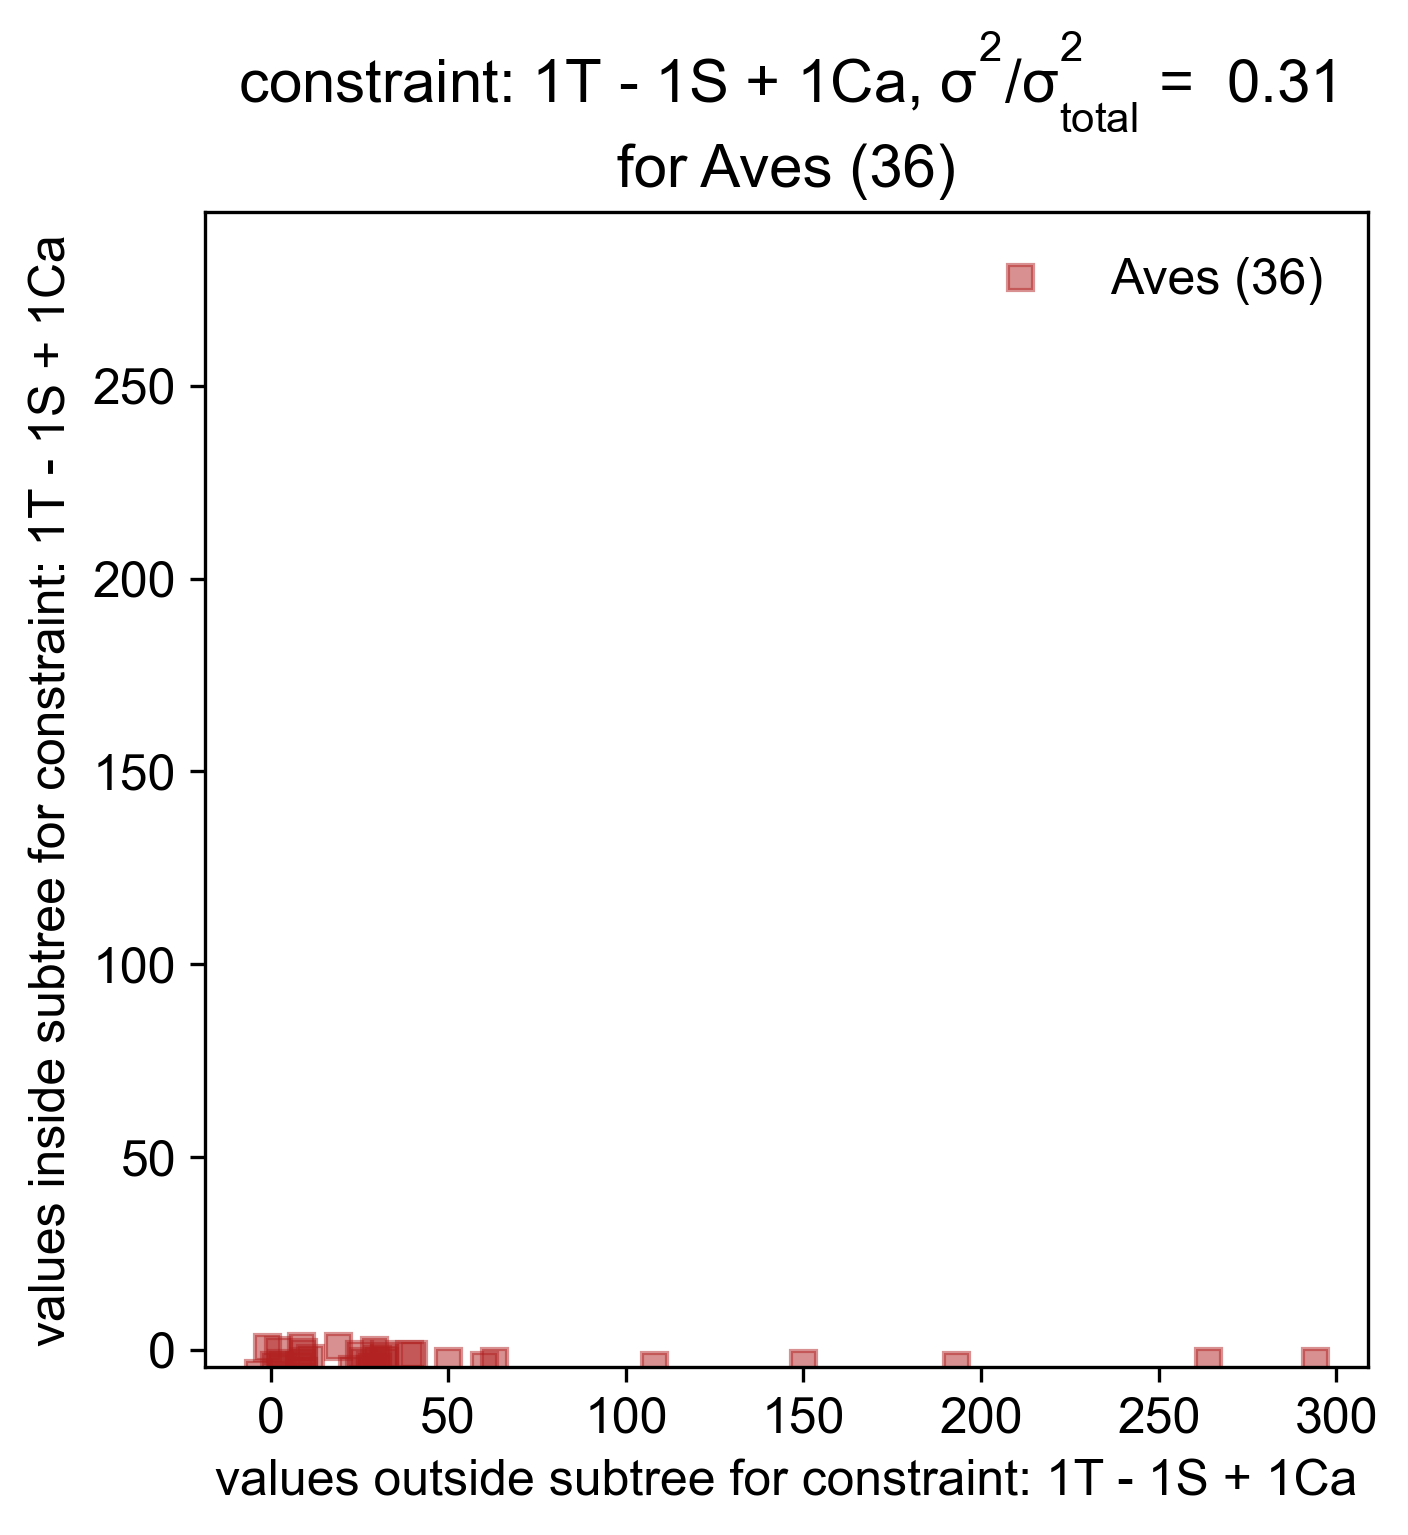 constraint: 1T - 1S + 1Ca, σ²/σ²total = 0.31
for Aves (36)
Aves (36)
values inside subtree for constraint: 1T - 1S + 1Ca
250
200
150
100
50
0
0 50 100 150 200 250 300
values outside subtree for constraint: 1T - 1S + 1Ca